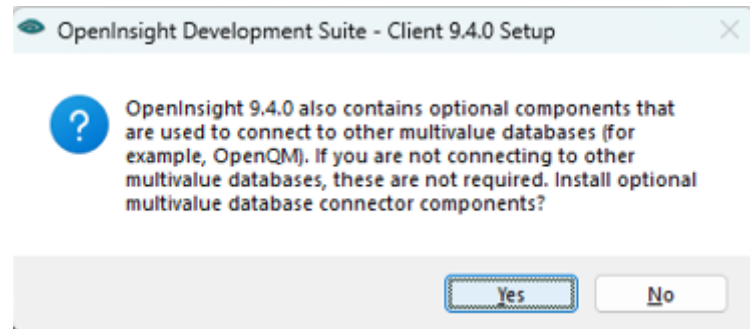 OpenInsight Development Suite - Client 9.4.0 Setup
OpenInsight 9.4.0 also contains optional components that
are used to connect to other multivalue databases (for
example, OpenQM). If you are not connecting to other
multivalue databases, these are not required. Install optional
multivalue database connector components?
Yes
No